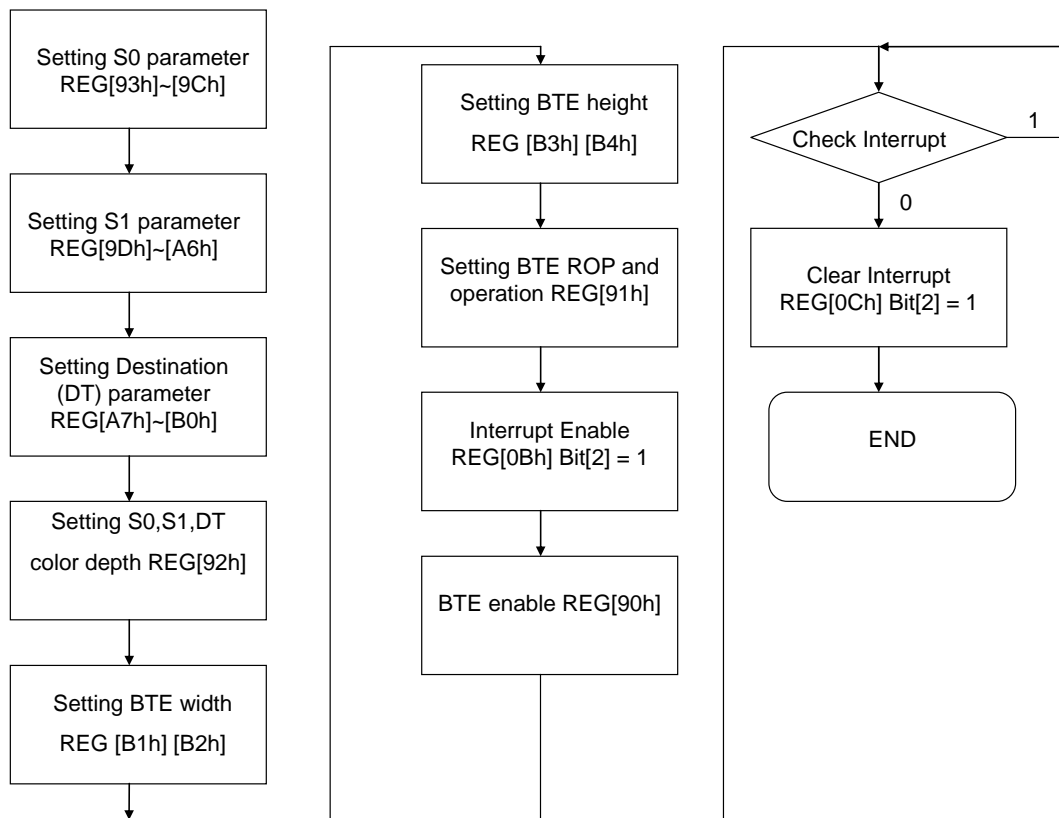 Setting S0 parameter
REG[93h]~[9Ch]
Setting S1 parameter
REG[9Dh]~[A6h]
Setting Destination
(DT) parameter
REG[A7h]~[B0h]
Setting S0,S1,DT
color depth REG[92h]
Setting BTE width
REG [B1h] [B2h]
Setting BTE height
REG [B3h] [B4h]
Setting BTE ROP and
operation REG[91h]
Interrupt Enable
REG[0Bh] Bit[2] = 1
BTE enable REG[90h]
Check Interrupt
1
0
Clear Interrupt
REG[0Ch] Bit[2] = 1
END